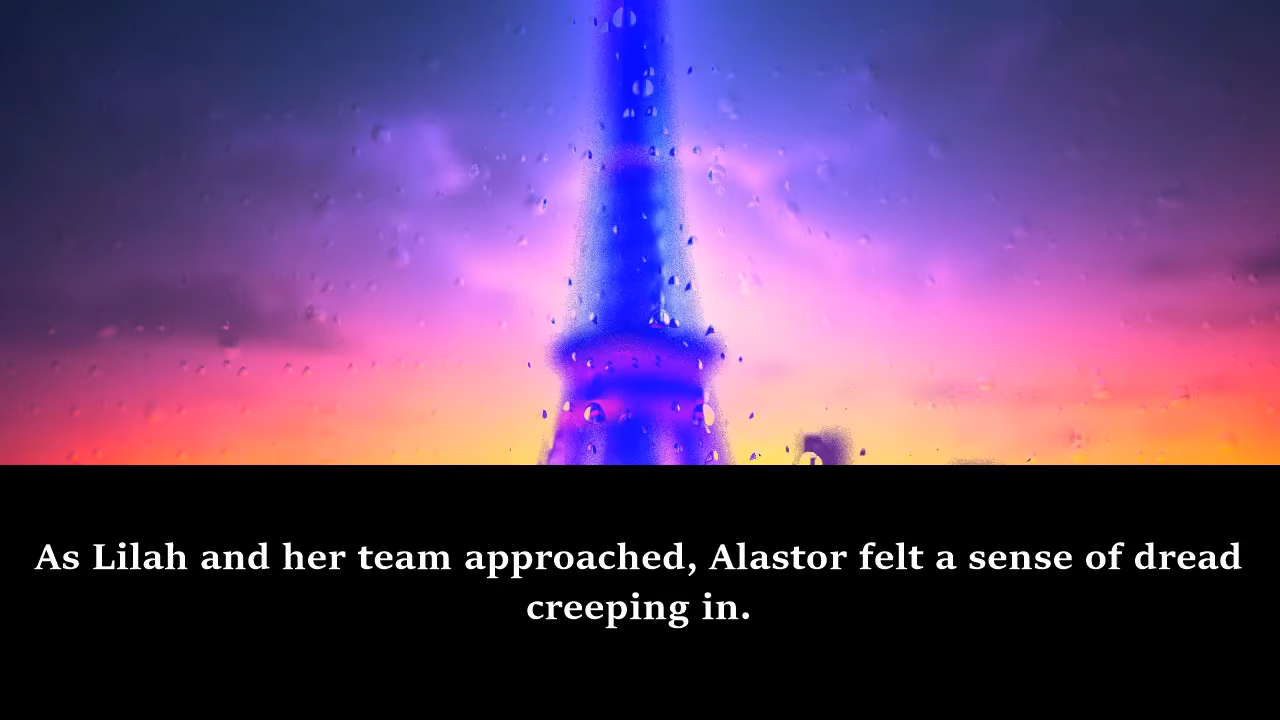 As Lilah and her team approached, Alastor felt a sense of dread
creeping in.